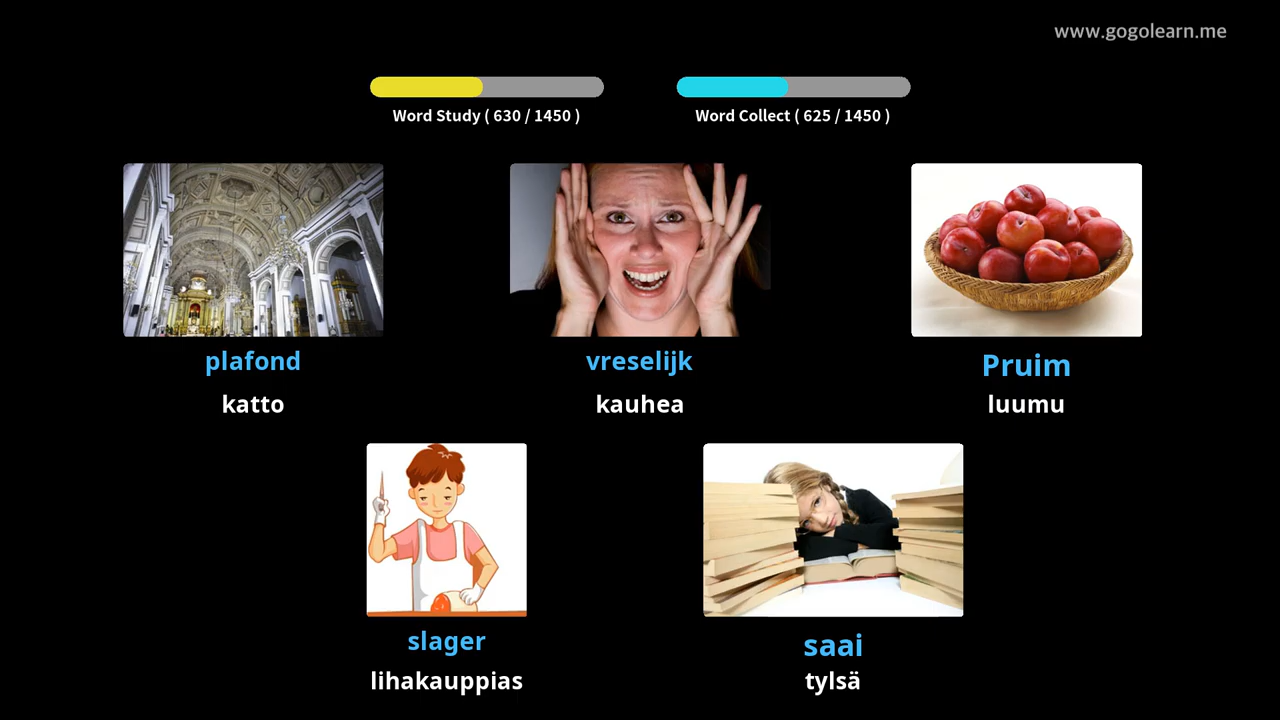 www.gogolearn.me
Word Study ( 630 / 1450 )
Word Collect ( 625 / 1450 )
plafond
katto
vreselijk
kauhea
Pruim
luumu
slager
lihakauppias
saai
tylsä